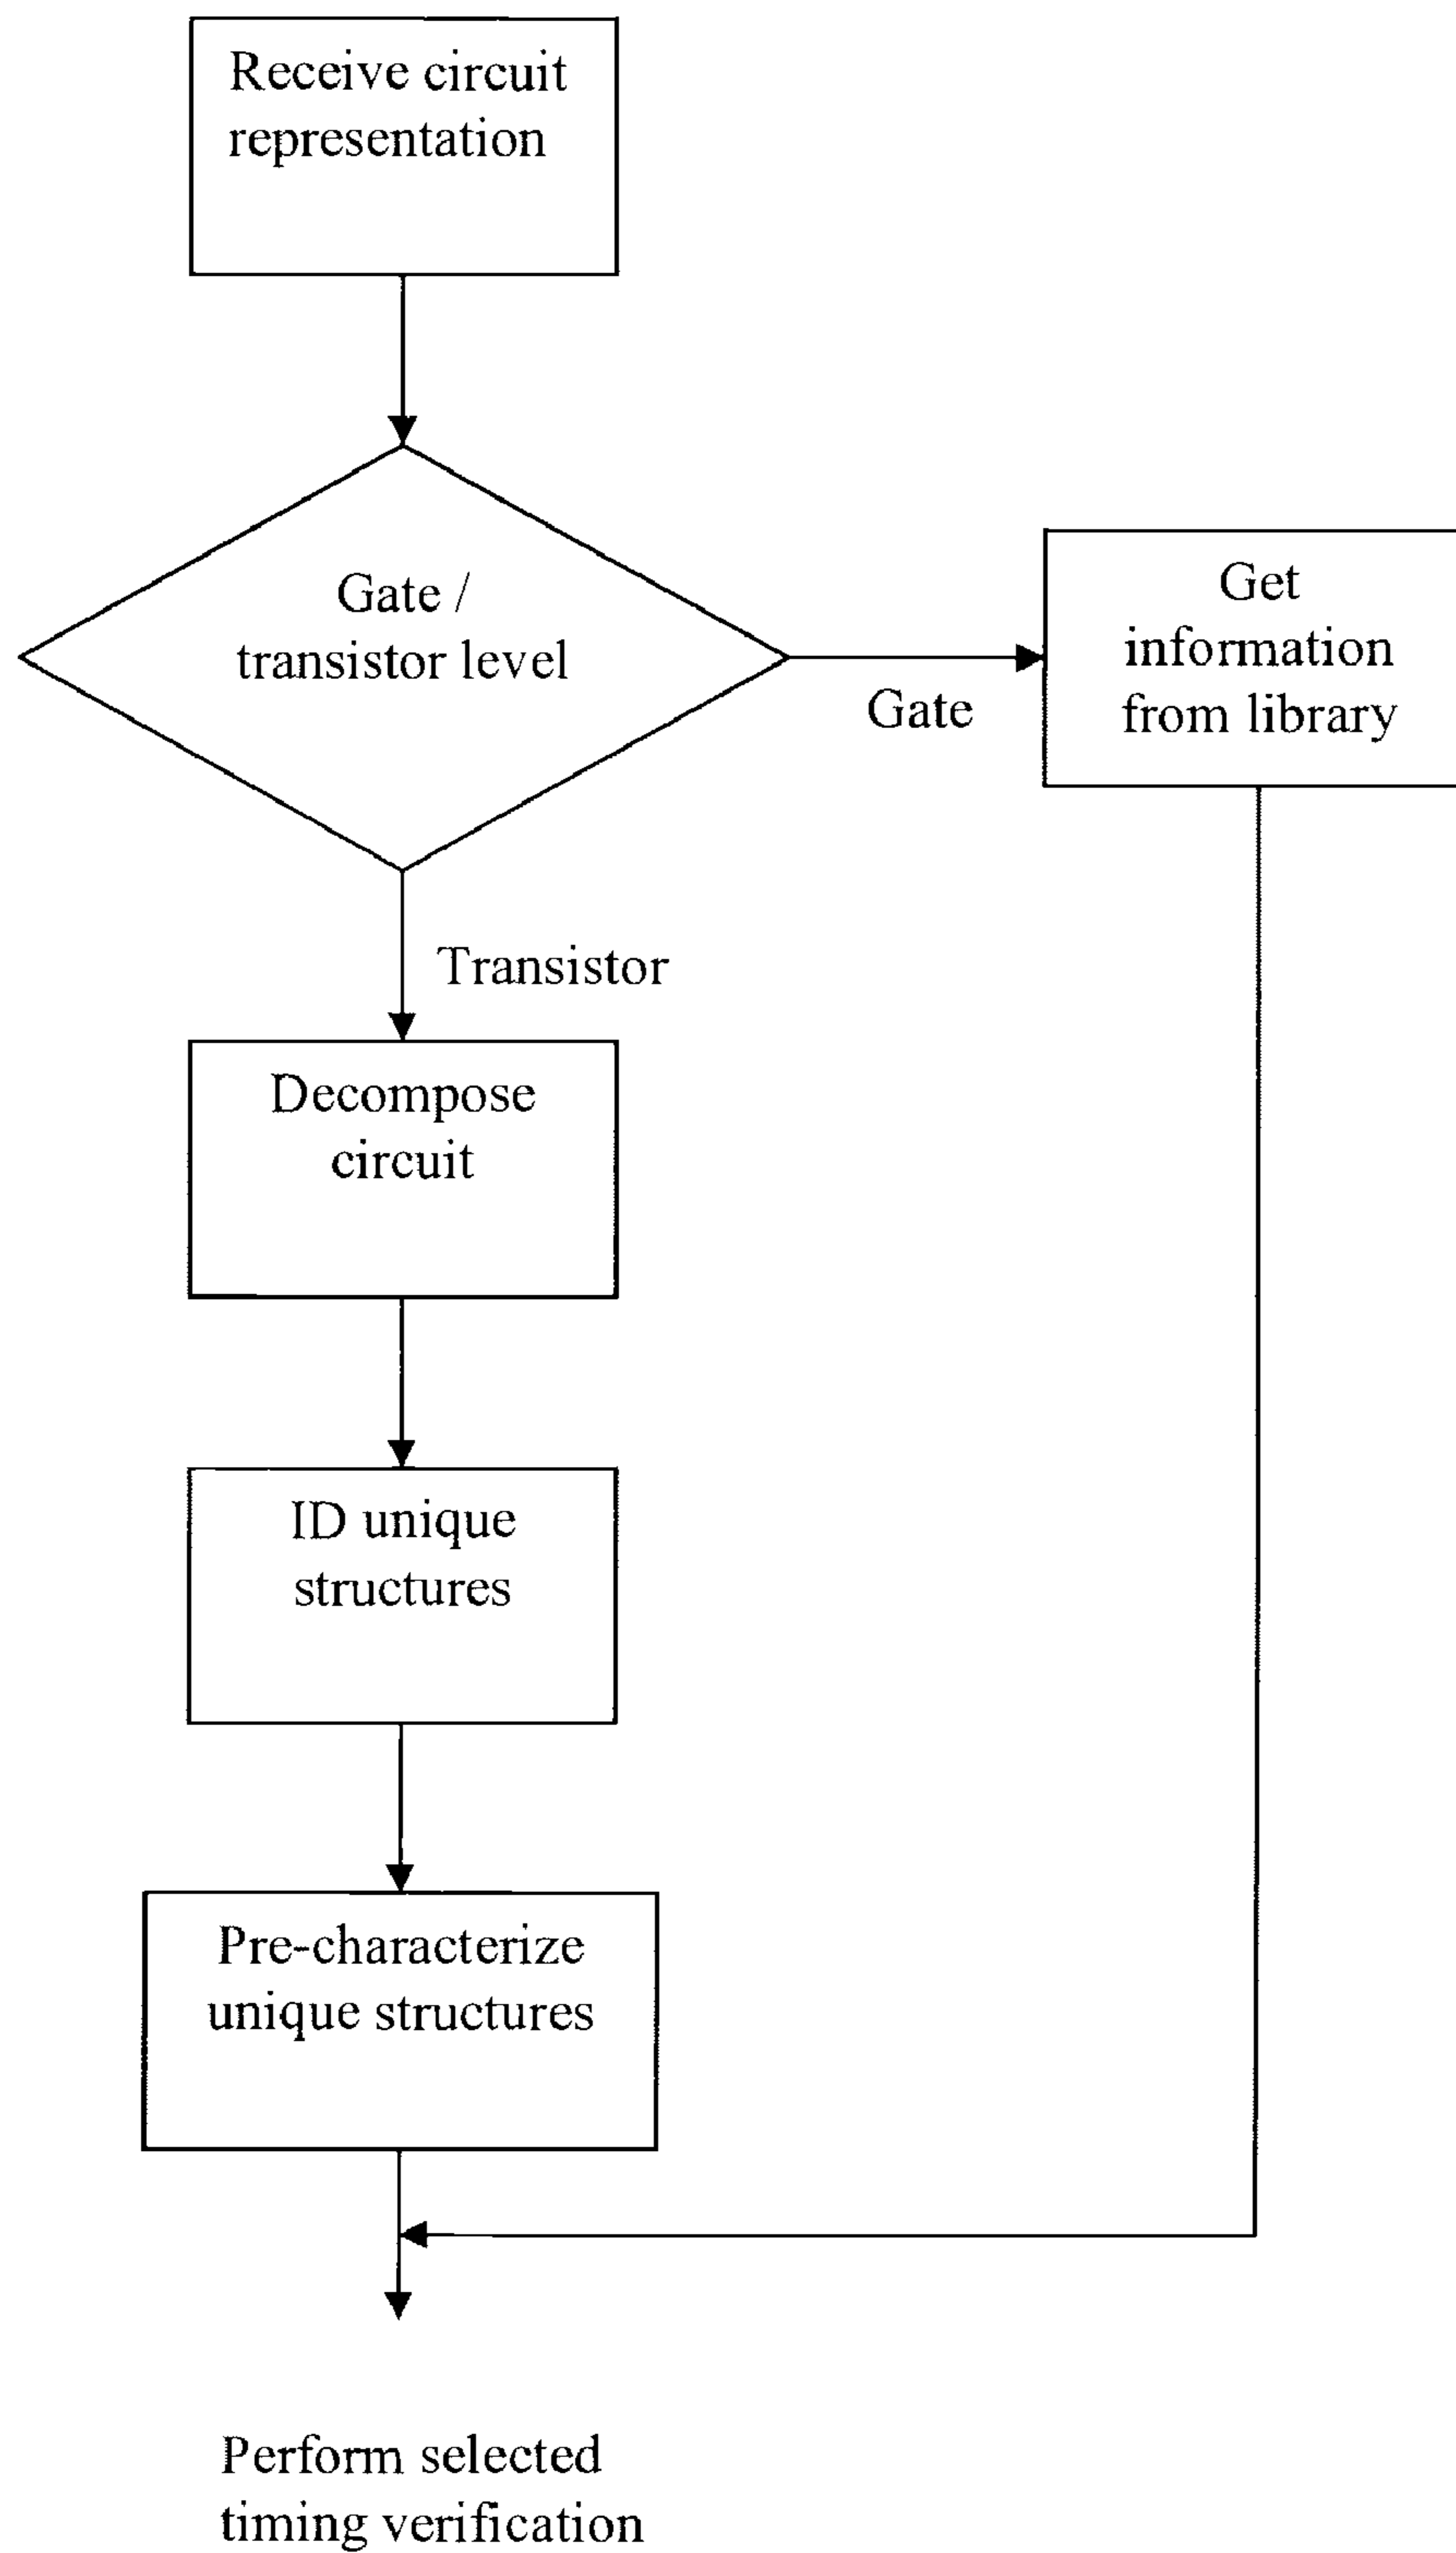 Receive circuit
representation
Gate /
transistor level
Gate
Get
information
from library
Transistor
Decompose
circuit
ID unique
structures
Pre-characterize
unique structures
Perform selected
timing verification